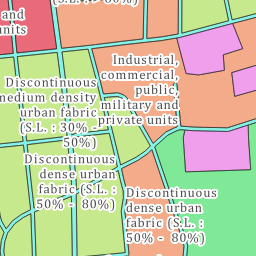 (S.L. : > 80%)
and
units
Industrial,
commercial,
public,
military and
private units
Discontinuous
medium density
urban fabric
(S.L. : 30% -
50%)
Discontinuous
dense urban
fabric (S.L. :
50% - 80%)
Discontinuous
dense urban
fabric (S.L. :
50% - 80%)